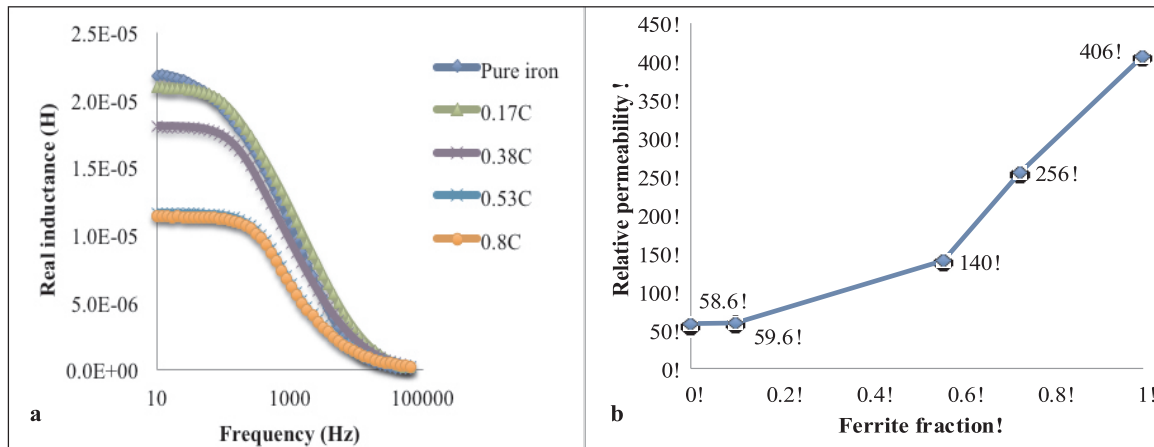 2.5E-05
2.0E-05
1.5E-05
1.0E-05
5.0E-06
0.0E+00
Real inductance (H)
10
1000
100000
Frequency (Hz)
Pure iron
0.17C
0.38C
0.53C
0.8C
a
450!
400!
350!
300!
250!
200!
150!
100!
50!
0!
Relative permeability !
58.6!
59.6!
140!
256!
406!
0!
0.2!
0.4!
0.6!
0.8!
1!
Ferrite fraction!
b